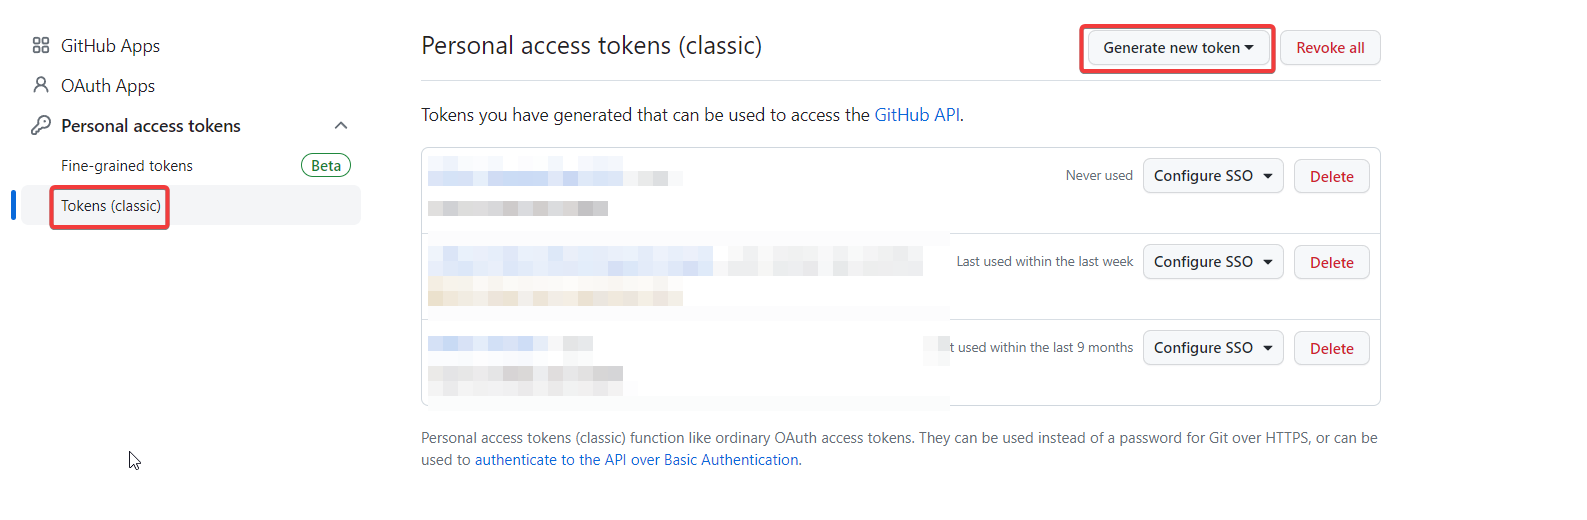 GitHub Apps
OAuth Apps
Personal access tokens
Fine-grained tokens Beta
Tokens (classic)
Personal access tokens (classic)
Generate new token
Revoke all
Tokens you have generated that can be used to access the GitHub API.
Never used Configure SSO Delete
Last used within the last week Configure SSO Delete
t used within the last 9 months Configure SSO Delete
Personal access tokens (classic) function like ordinary OAuth access tokens. They can be used instead of a password for Git over HTTPS, or can be
used to authenticate to the API over Basic Authentication.